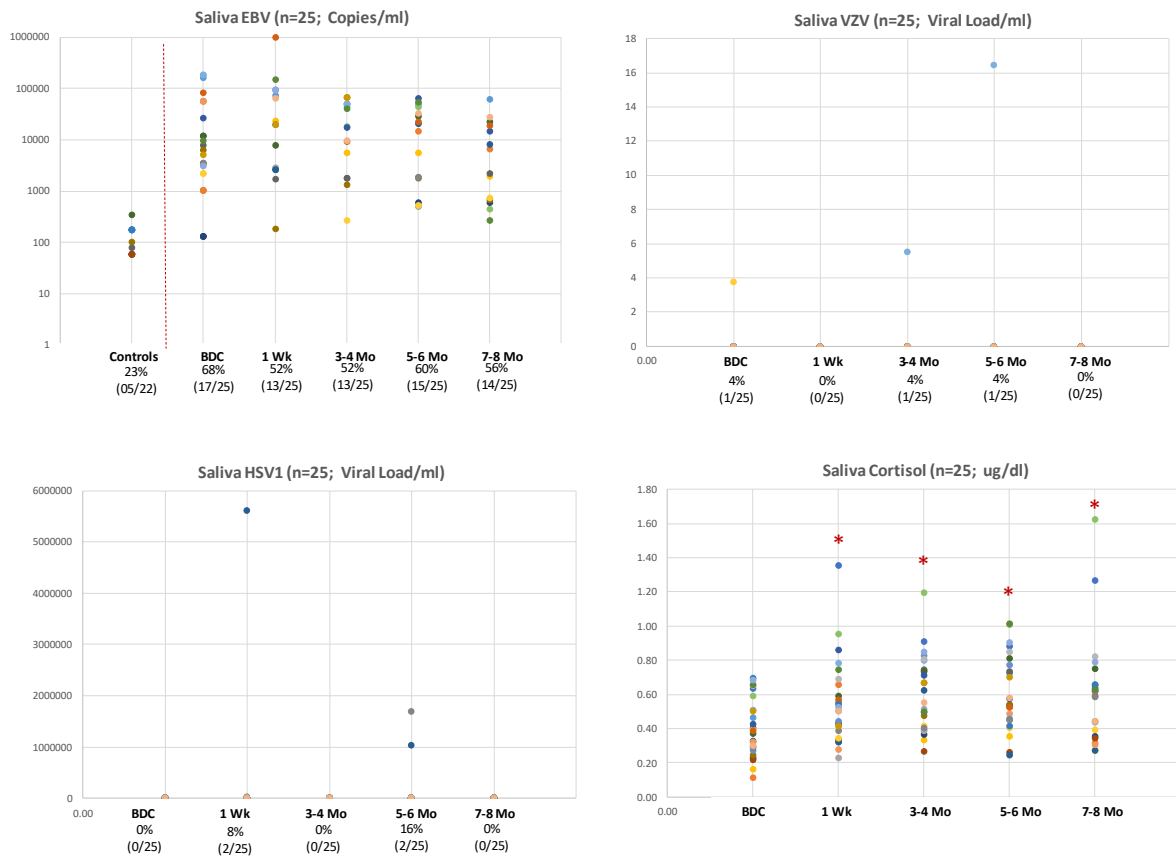 Saliva EBV (n=25; Copies/ml)
1000000
100000
10000
1000
100
10
1
Controls BDC 1 Wk 3-4 Mo 5-6 Mo 7-8 Mo
23% 68% 52% 52% 60% 56%
(05/22) (17/25) (13/25) (13/25) (15/25) (14/25)
Saliva VZV (n=25; Viral Load/ml)
18
16
14
12
10
8
6
4
2
0
0.00 BDC 1 Wk 3-4 Mo 5-6 Mo 7-8 Mo
4% 0% 4% 4% 0%
(1/25) (0/25) (1/25) (1/25) (0/25)
Saliva HSV1 (n=25; Viral Load/ml)
6000000
5000000
4000000
3000000
2000000
1000000
0
0.00 BDC 1 Wk 3-4 Mo 5-6 Mo 7-8 Mo
0% 8% 0% 16% 0%
(0/25) (2/25) (0/25) (2/25) (0/25)
Saliva Cortisol (n=25; ug/dl)
1.80
1.60
1.40
1.20
1.00
0.80
0.60
0.40
0.20
0.00
* * * *
BDC 1 Wk 3-4 Mo 5-6 Mo 7-8 Mo